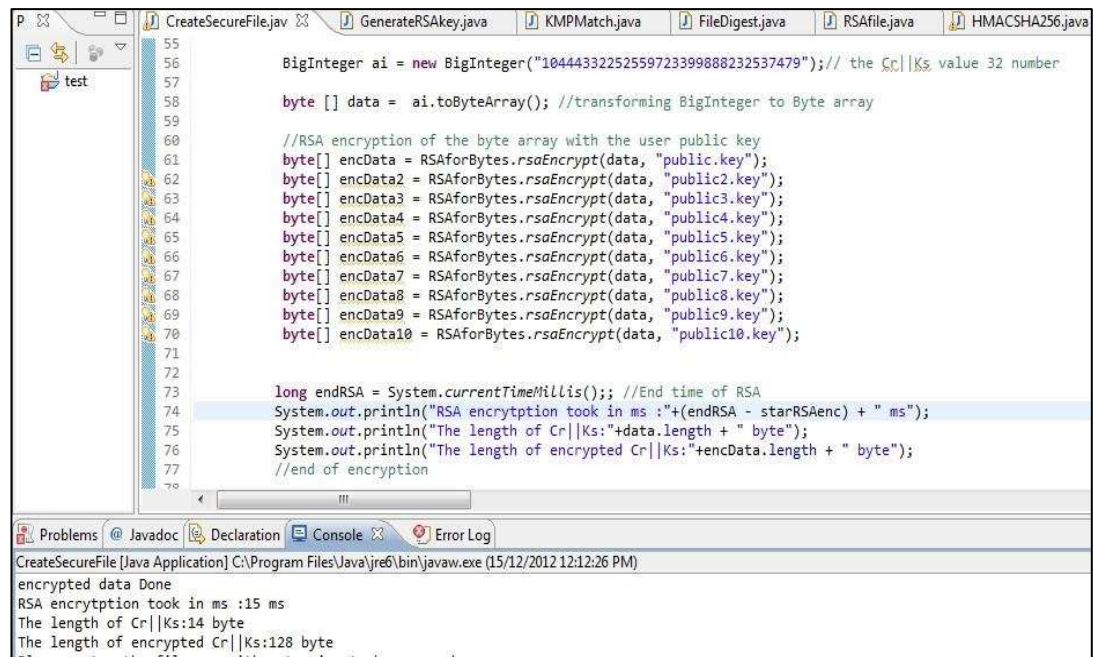 P
CreateSecureFile.jav
GenerateRSAkey.java
KMPMatch.java
FileDigest.java
RSAfile.java
HMACSHA256.java
test
55
56 BigInteger ai = new BigInteger("10444332252559723399888232537479");// the Cr||Ks value 32 number
57
58 byte [] data = ai.toByteArray(); //transforming BigInteger to Byte array
59
60 //RSA encryption of the byte array with the user public key
61 byte[] encData = RSAforBytes.rsaEncrypt(data, "public.key");
62 byte[] encData2 = RSAforBytes.rsaEncrypt(data, "public2.key");
63 byte[] encData3 = RSAforBytes.rsaEncrypt(data, "public3.key");
64 byte[] encData4 = RSAforBytes.rsaEncrypt(data, "public4.key");
65 byte[] encData5 = RSAforBytes.rsaEncrypt(data, "public5.key");
66 byte[] encData6 = RSAforBytes.rsaEncrypt(data, "public6.key");
67 byte[] encData7 = RSAforBytes.rsaEncrypt(data, "public7.key");
68 byte[] encData8 = RSAforBytes.rsaEncrypt(data, "public8.key");
69 byte[] encData9 = RSAforBytes.rsaEncrypt(data, "public9.key");
70 byte[] encData10 = RSAforBytes.rsaEncrypt(data, "public10.key");
71
72
73 long endRSA = System.currentTimeMillis();; //End time of RSA
74 System.out.println("RSA encrytption took in ms :"+(endRSA - starRSAenc) + " ms");
75 System.out.println("The length of Cr||Ks:"+data.length + " byte");
76 System.out.println("The length of encrypted Cr||Ks:"+encData.length + " byte");
77 //end of encryption
78
Problems @ Javadoc Declaration Console Error Log
CreateSecureFile [Java Application] C:\Program Files\Java\jre6\bin\javaw.exe (15/12/2012 12:12:26 PM)
encrypted data Done
RSA encrytption took in ms :15 ms
The length of Cr||Ks:14 byte
The length of encrypted Cr||Ks:128 byte